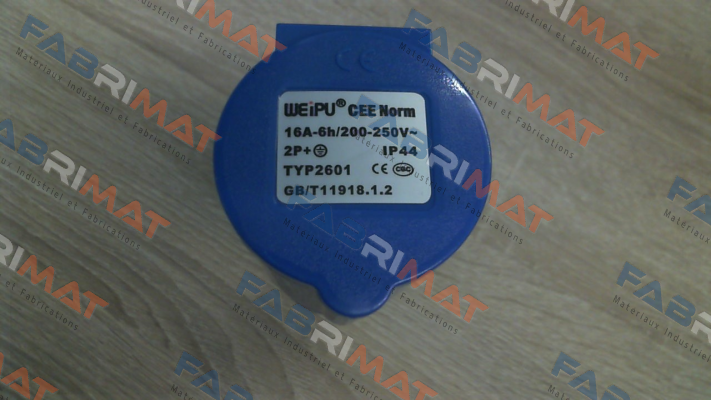 WEIPU® CEE Norm
16A-6h/200-250V~
2P+⏚ IP44
TYP2601 CE CQC
GB/T11918.1.2
CE
FABRIMAT
Materiaux Industriel et Fabrications